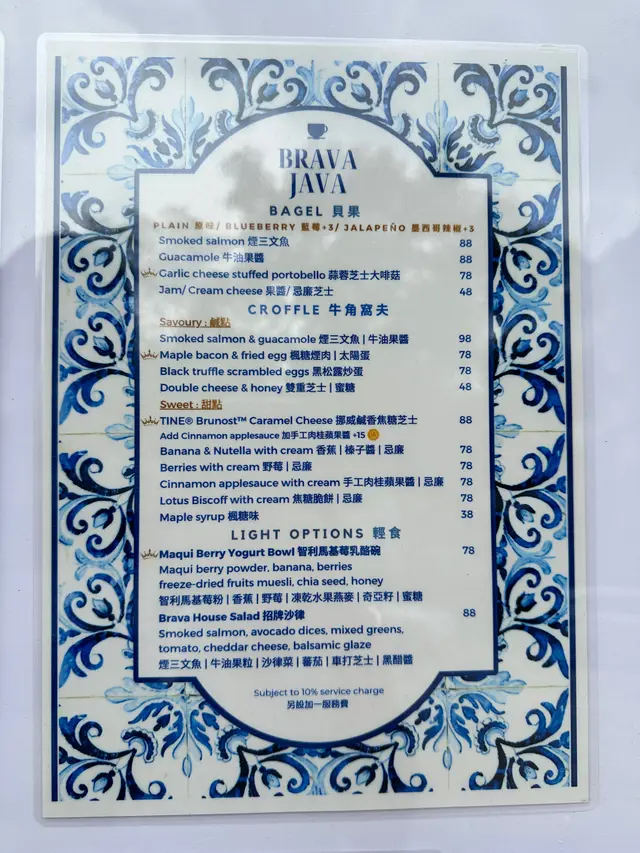 BRAVA
JAVA
BAGEL 貝果
PLAIN 原味/ BLUEBERRY 藍莓+3/ JALAPEÑO 墨西哥辣椒+3
Smoked salmon 煙三文魚 88
Guacamole 牛油果醬 88
Garlic cheese stuffed portobello 蒜蓉芝士大啡菇 78
Jam/ Cream cheese 果醬/ 忌廉芝士 48
CROFFLE 牛角窩夫
Savoury : 鹹點
Smoked salmon & guacamole 煙三文魚 | 牛油果醬 98
Maple bacon & fried egg 楓糖煙肉 | 太陽蛋 78
Black truffle scrambled eggs 黑松露炒蛋 78
Double cheese & honey 雙重芝士 | 蜜糖 48
Sweet : 甜點
TINE® Brunost™ Caramel Cheese 挪威鹹香焦糖芝士 88
Add Cinnamon applesauce 加手工肉桂蘋果醬 +15
Banana & Nutella with cream 香蕉 | 榛子醬 | 忌廉 78
Berries with cream 野莓 | 忌廉 78
Cinnamon applesauce with cream 手工肉桂蘋果醬 | 忌廉 78
Lotus Biscoff with cream 焦糖脆餅 | 忌廉 78
Maple syrup 楓糖味 38
LIGHT OPTIONS 輕食
Maqui Berry Yogurt Bowl 智利馬基莓乳酪碗 78
Maqui berry powder, banana, berries
freeze-dried fruits muesli, chia seed, honey
智利馬基莓粉 | 香蕉 | 野莓 | 凍乾水果燕麥 | 奇亞籽 | 蜜糖
Brava House Salad 招牌沙律 88
Smoked salmon, avocado dices, mixed greens,
tomato, cheddar cheese, balsamic glaze
煙三文魚 | 牛油果粒 | 沙律菜 | 蕃茄 | 車打芝士 | 黑醋醬
Subject to 10% service charge
另設加一服務費